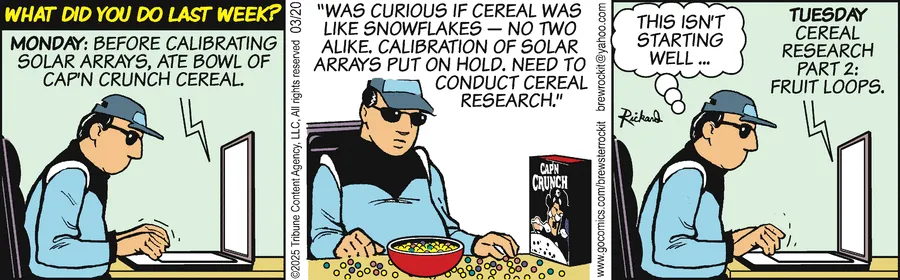 WHAT DID YOU DO LAST WEEK?
MONDAY: BEFORE CALIBRATING
SOLAR ARRAYS, ATE BOWL OF
CAP'N CRUNCH CEREAL.
©2025 Tribune Content Agency, LLC, All rights reserved 03/20
"WAS CURIOUS IF CEREAL WAS
LIKE SNOWFLAKES — NO TWO
ALIKE. CALIBRATION OF SOLAR
ARRAYS PUT ON HOLD. NEED TO
CONDUCT CEREAL
RESEARCH."
CAP'N
CRUNCH
www.gocomics.com/brewsterrockit brewrockit@yahoo.com
THIS ISN'T
STARTING
WELL ...
Rickard
TUESDAY
CEREAL
RESEARCH
PART 2:
FRUIT LOOPS.